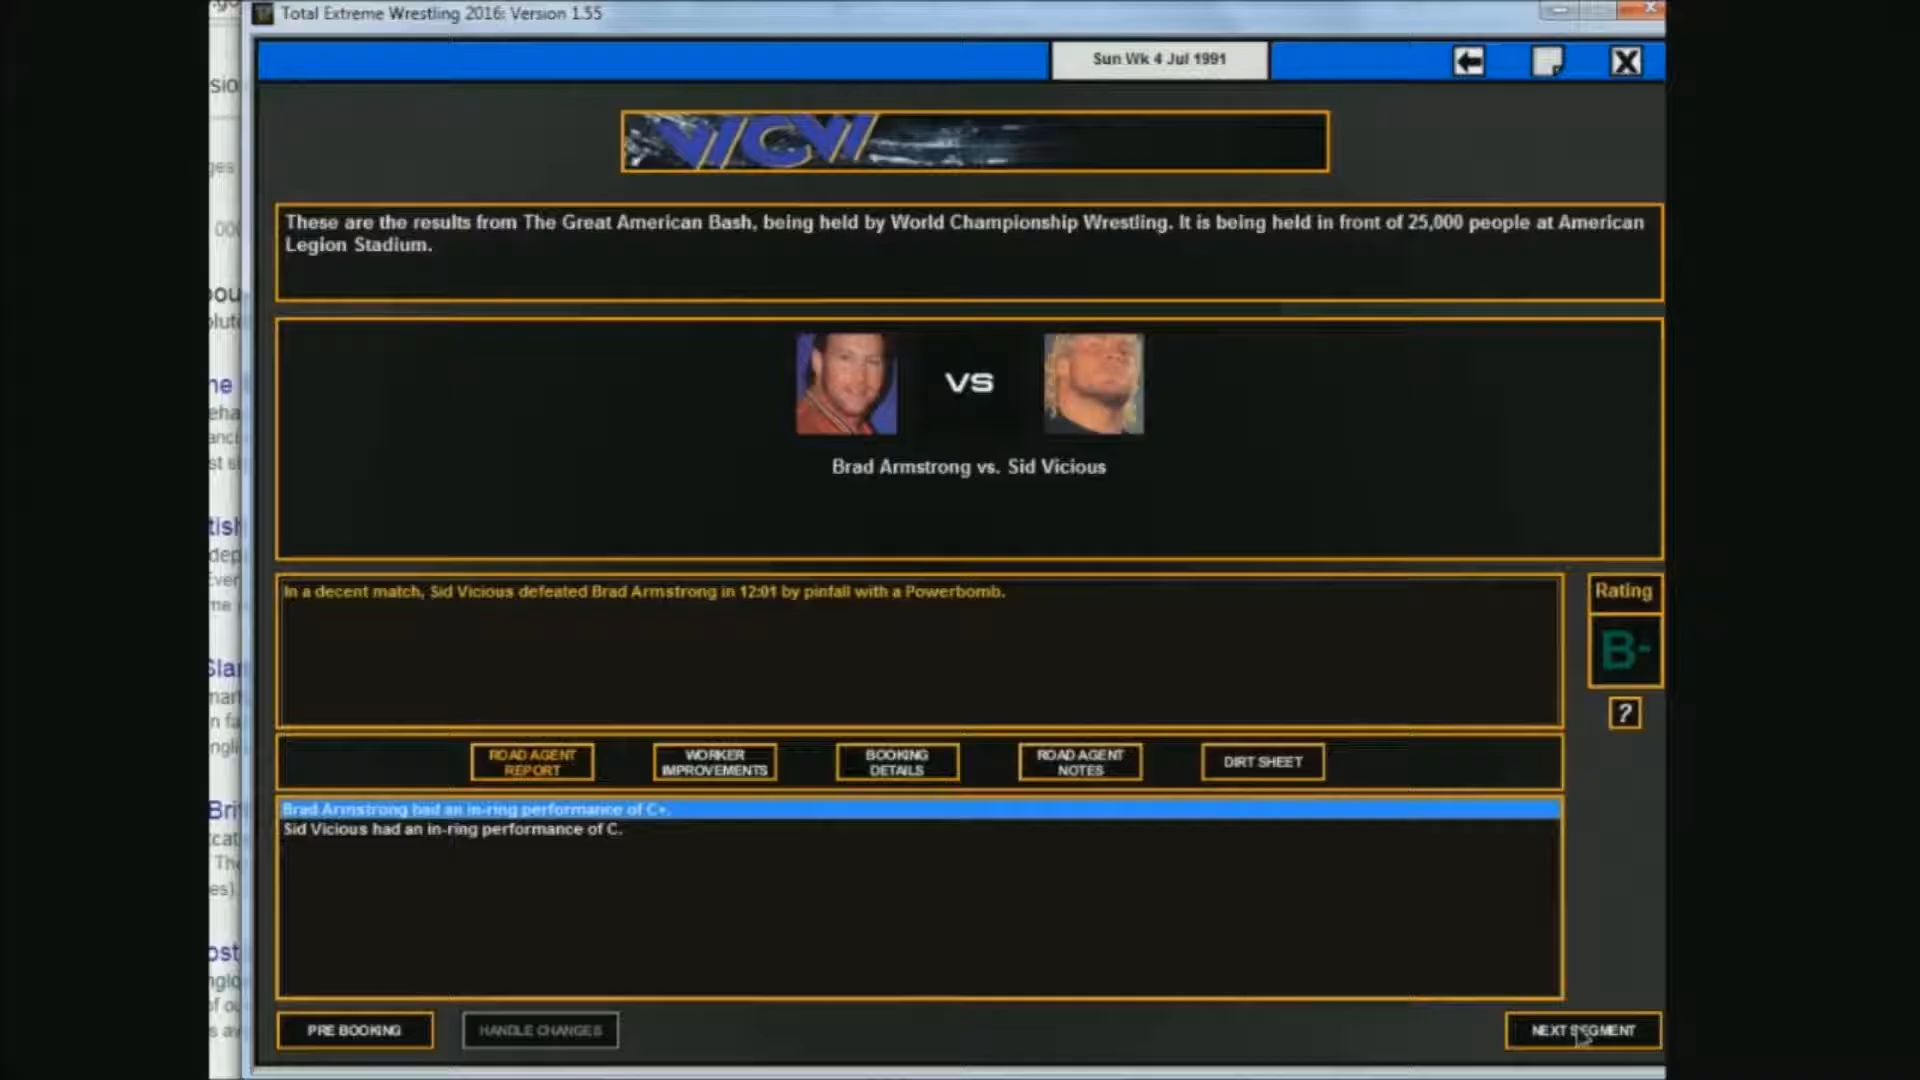 Total Extreme Wrestling 2016: Version 1.55
Sun Wk 4 Jul 1991
WCW
These are the results from The Great American Bash, being held by World Championship Wrestling. It is being held in front of 25,000 people at American
Legion Stadium.
VS
Brad Armstrong vs. Sid Vicious
In a decent match, Sid Vicious defeated Brad Armstrong in 12:01 by pinfall with a Powerbomb.
Rating
B-
?
ROAD AGENT
REPORT
WORKER
IMPROVEMENTS
BOOKING
DETAILS
ROAD AGENT
NOTES
DIRT SHEET
Brad Armstrong had an in-ring performance of C+.
Sid Vicious had an in-ring performance of C.
PRE BOOKING
HANDLE CHANGES
NEXT SEGMENT